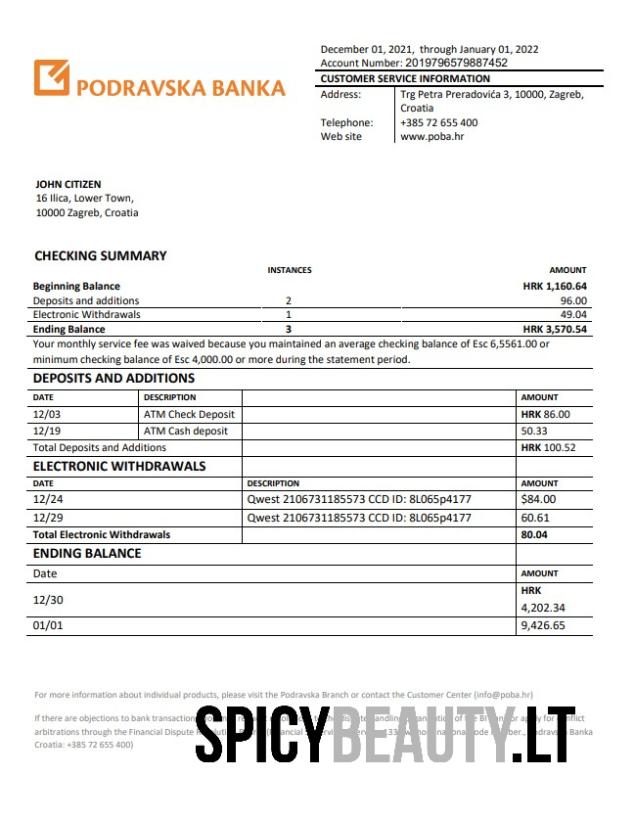 December 01, 2021, through January 01, 2022
Account Number: 2019796579887452
PODRAVSKA BANKA
CUSTOMER SERVICE INFORMATION
Address: Trg Petra Preradovića 3, 10000, Zagreb,
Croatia
Telephone: +385 72 655 400
Web site www.poba.hr
JOHN CITIZEN
16 Ilica, Lower Town,
10000 Zagreb, Croatia
CHECKING SUMMARY
INSTANCES AMOUNT
Beginning Balance HRK 1,160.64
Deposits and additions 2 96.00
Electronic Withdrawals 1 49.04
Ending Balance 3 HRK 3,570.54
Your monthly service fee was waived because you maintained an average checking balance of Esc 6,5561.00 or
minimum checking balance of Esc 4,000.00 or more during the statement period.
DEPOSITS AND ADDITIONS
DATE DESCRIPTION AMOUNT
12/03 ATM Check Deposit HRK 86.00
12/19 ATM Cash deposit 50.33
Total Deposits and Additions HRK 100.52
ELECTRONIC WITHDRAWALS
DATE DESCRIPTION AMOUNT
12/24 Qwest 2106731185573 CCD ID: 8L065p4177 $84.00
12/29 Qwest 2106731185573 CCD ID: 8L065p4177 60.61
Total Electronic Withdrawals 80.04
ENDING BALANCE
Date AMOUNT
12/30 HRK
4,202.34
01/01 9,426.65
For more information about individual products, please visit the Podravska Branch or contact the Customer Center (info@poba.hr)
If there are objections to bank transaction
arbitrations through the Financial Dispute
Croatia: +385 72 655 400)
SPICYBEAUTY.LT